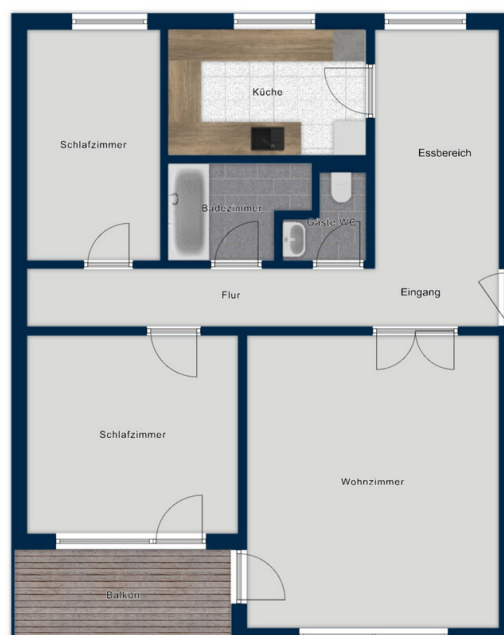 Küche
Schlafzimmer
Essbereich
Badezimmer
Gäste WC
Flur
Eingang
Schlafzimmer
Wohnzimmer
Balkon